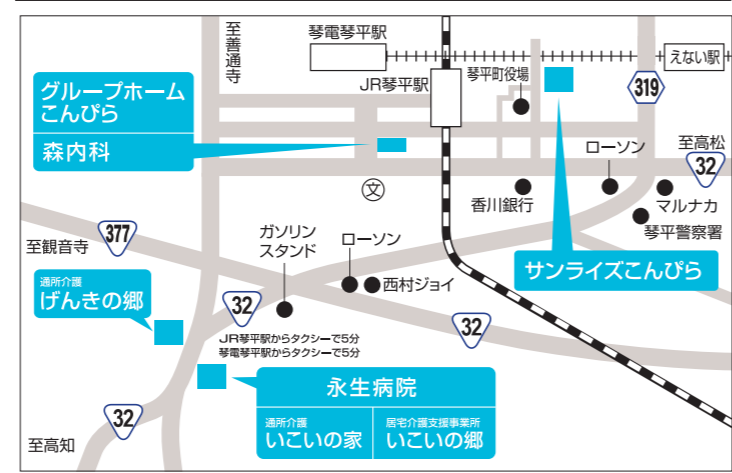 至善通寺
琴電琴平駅
JR琴平駅
琴平町役場
えない駅
319
グループホーム
こんぴら
森内科
ローソン
至高松
32
文
香川銀行
マルナカ
琴平警察署
377
至観音寺
ガソリン
スタンド
ローソン
西村ジョイ
サンライズこんぴら
通所介護
げんきの郷
32
32
JR琴平駅からタクシーで5分
琴電琴平駅からタクシーで5分
永生病院
通所介護
いこいの家
居宅介護支援事業所
いこいの郷
32
至高知